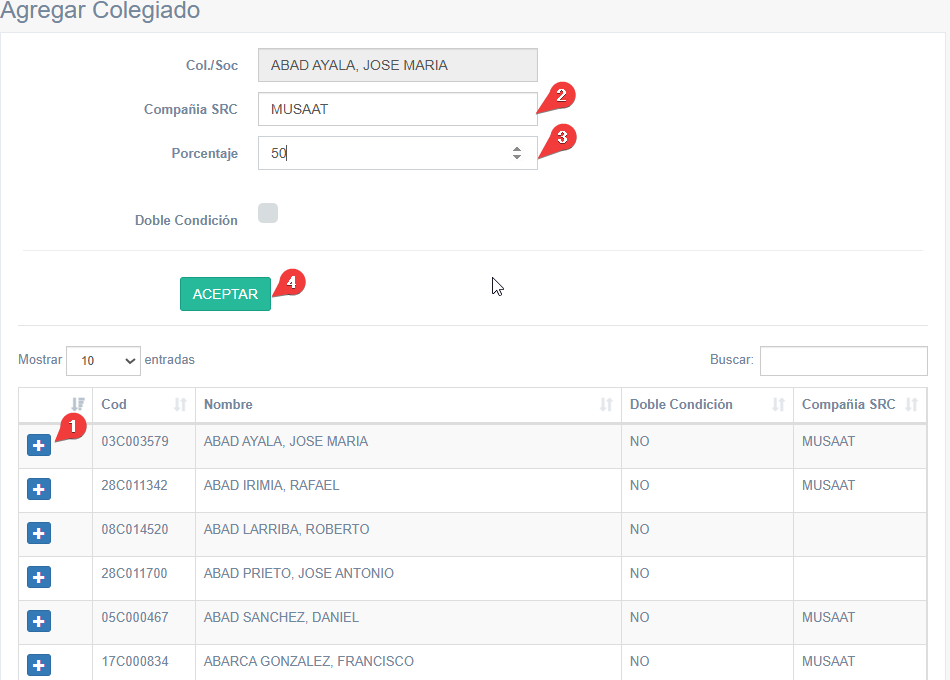 Agregar Colegiado
Col./Soc ABAD AYALA, JOSE MARIA
Compañia SRC MUSAAT 2
Porcentaje 50 3
Doble Condición
ACEPTAR 4
Mostrar 10 entradas Buscar:
Cod Nombre Doble Condición Compañia SRC
1
03C003579 ABAD AYALA, JOSE MARIA NO MUSAAT
28C011342 ABAD IRIMIA, RAFAEL NO MUSAAT
08C014520 ABAD LARRIBA, ROBERTO NO
28C011700 ABAD PRIETO, JOSE ANTONIO NO
05C000467 ABAD SANCHEZ, DANIEL NO MUSAAT
17C000834 ABARCA GONZALEZ, FRANCISCO NO MUSAAT